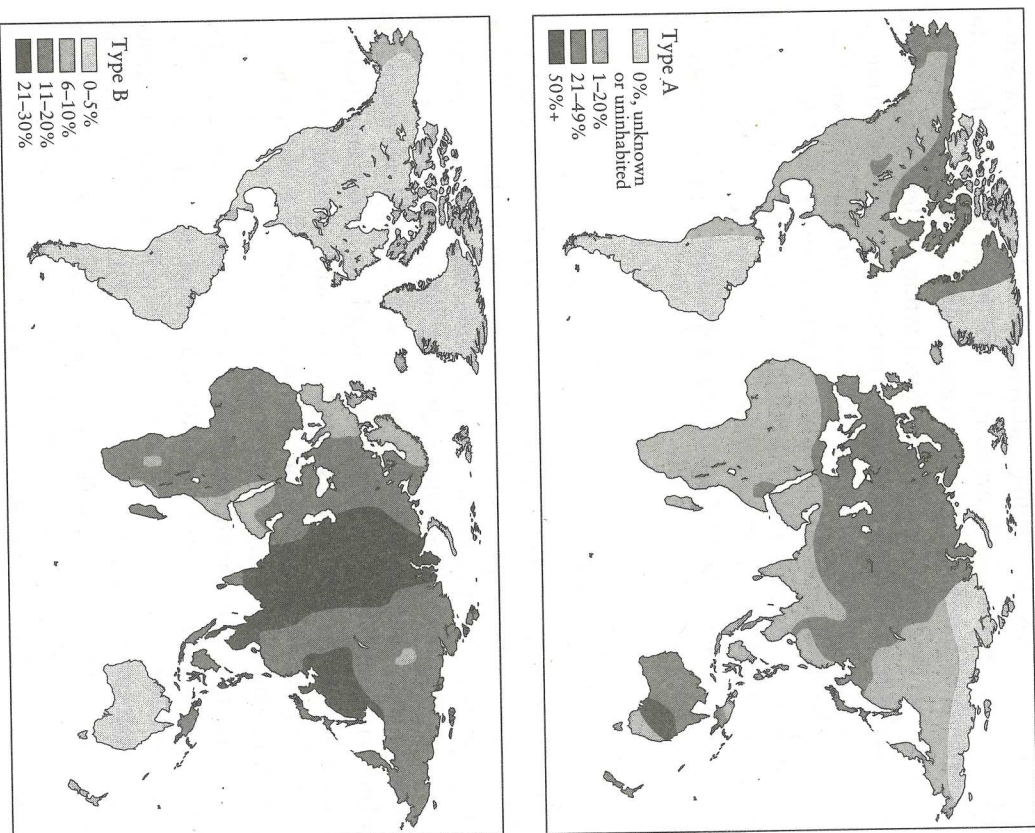 Type A
0%, unknown
or uninhabited
1–20%
21–49%
50%+
Type B
0–5%
6–10%
11–20%
21–30%